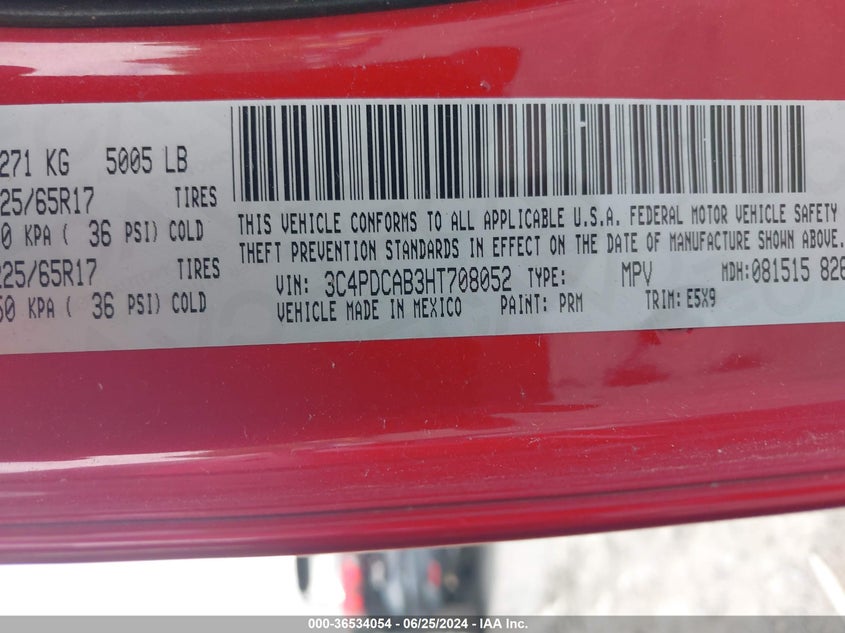 271 KG 5005 LB
25/65R17 TIRES
0 KPA ( 36 PSI) COLD
225/65R17 TIRES
50 KPA ( 36 PSI) COLD
THIS VEHICLE CONFORMS TO ALL APPLICABLE U.S.A. FEDERAL MOTOR VEHICLE SAFETY
THEFT PREVENTION STANDARDS IN EFFECT ON THE DATE OF MANUFACTURE SHOWN ABOVE.
VIN: 3C4PDCAB3HT708052 TYPE: MPV MDH: 081515 826
VEHICLE MADE IN MEXICO PAINT: PRM TRIM: E5X9
000-36534054 | 06/25/2024 | IAA Inc.